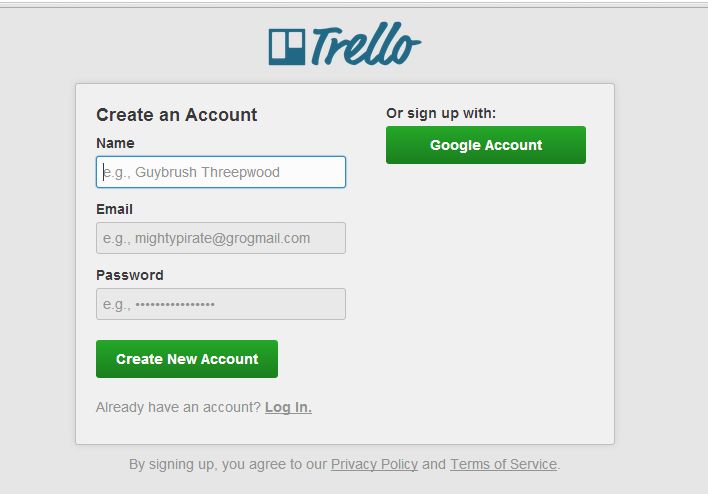 Trello
Create an Account
Or sign up with:
Name
Google Account
e.g., Guybrush Threepwood
Email
e.g., mightypirate@grogmail.com
Password
e.g., ••••••••••••••••
Create New Account
Already have an account? Log In.
By signing up, you agree to our Privacy Policy and Terms of Service.